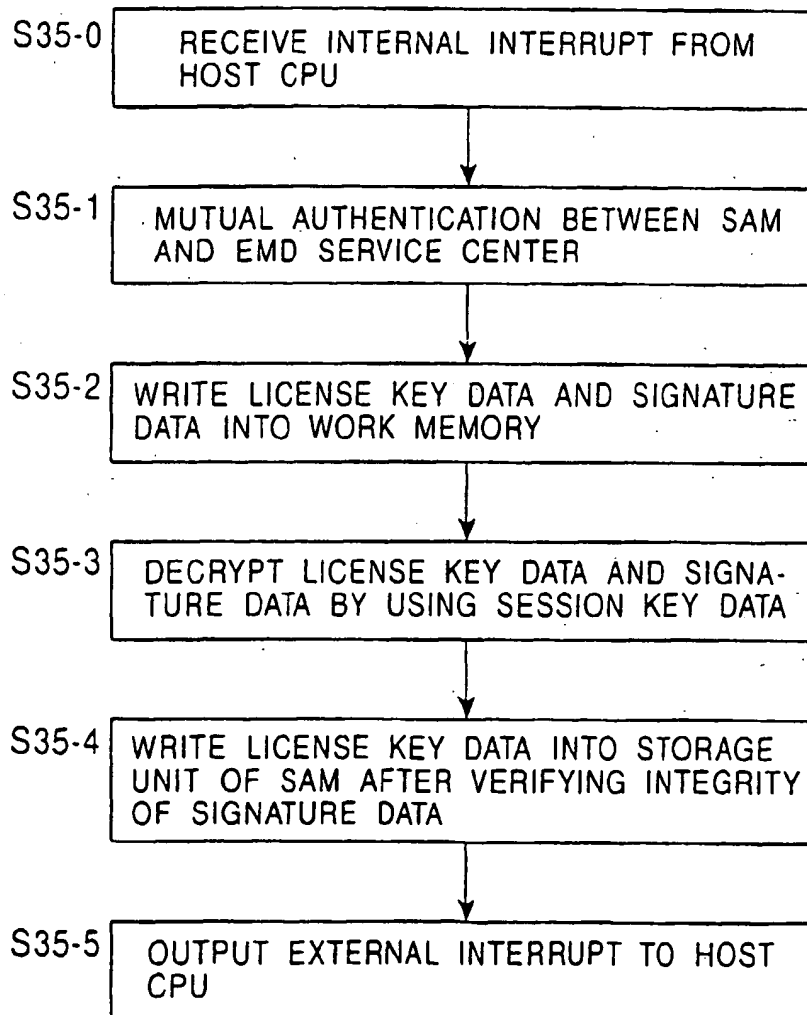 S35-0
RECEIVE INTERNAL INTERRUPT FROM
HOST CPU
S35-1
MUTUAL AUTHENTICATION BETWEEN SAM
AND EMD SERVICE CENTER
S35-2
WRITE LICENSE KEY DATA AND SIGNATURE
DATA INTO WORK MEMORY
S35-3
DECRYPT LICENSE KEY DATA AND SIGNA-
TURE DATA BY USING SESSION KEY DATA
S35-4
WRITE LICENSE KEY DATA INTO STORAGE
UNIT OF SAM AFTER VERIFYING INTEGRITY
OF SIGNATURE DATA
S35-5
OUTPUT EXTERNAL INTERRUPT TO HOST
CPU